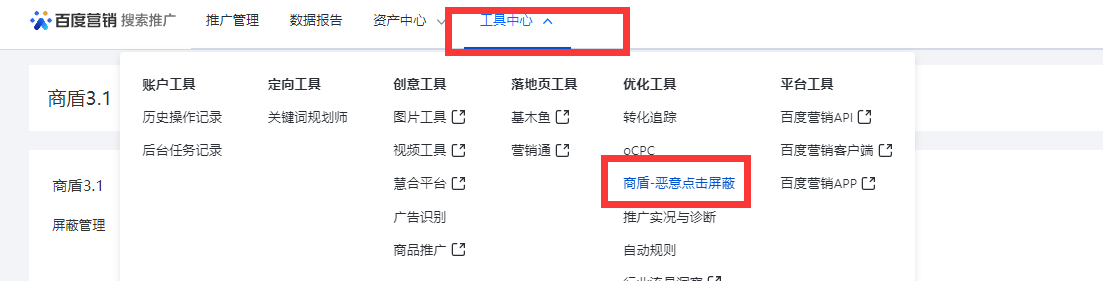 百度营销 搜索推广 推广管理 数据报告 资产中心 工具中心
商盾3.1
商盾3.1
屏蔽管理
账户工具
历史操作记录
后台任务记录
定向工具
关键词规划师
创意工具
图片工具
视频工具
慧合平台
广告识别
商品推广
落地页工具
基木鱼
营销通
优化工具
转化追踪
oCPC
商盾-恶意点击屏蔽
推广实况与诊断
自动规则
行业流量洞察
平台工具
百度营销API
百度营销客户端
百度营销APP